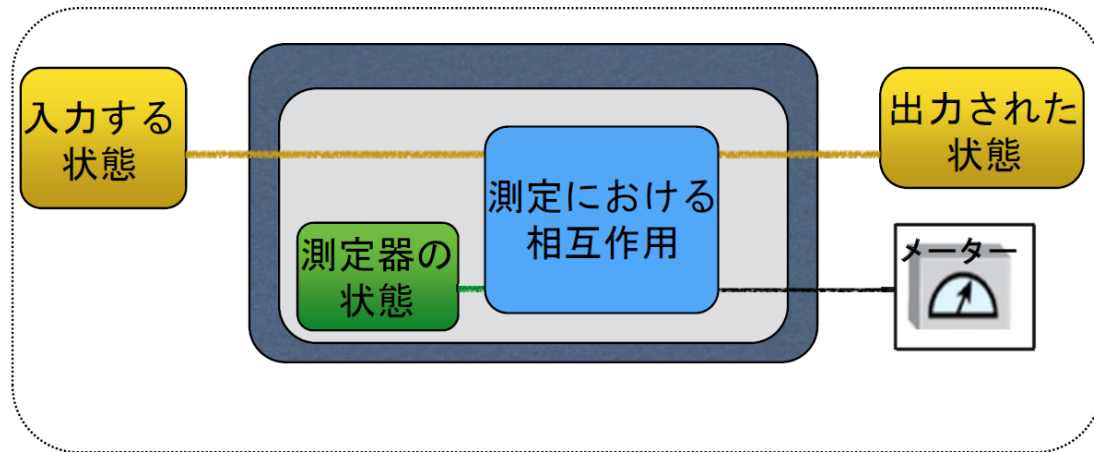 入力する
状態
測定器の
状態
測定における
相互作用
出力された
状態
メーター